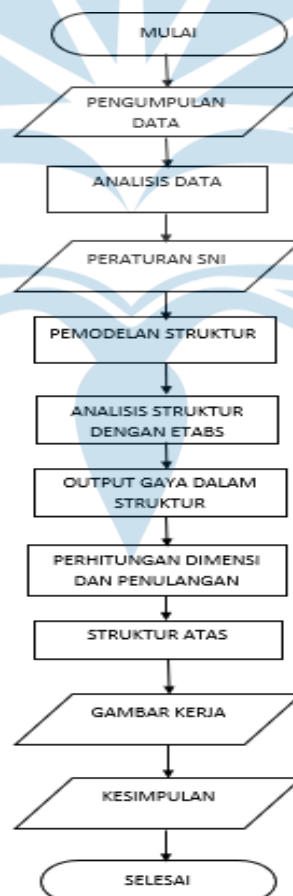 MULAI
PENGUMPULAN
DATA
ANALISIS DATA
PERATURAN SNI
PEMODELAN STRUKTUR
ANALISIS STRUKTUR
DENGAN ETABS
OUTPUT GAYA DALAM
STRUKTUR
PERHITUNGAN DIMENSI
DAN PENULANGAN
STRUKTUR ATAS
GAMBAR KERJA
KESIMPULAN
SELESAI